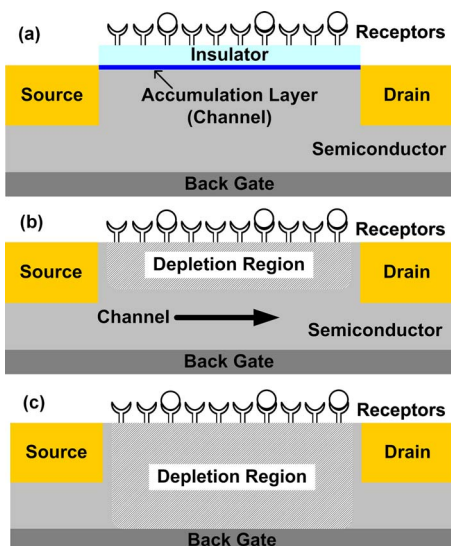 (a)
Receptors
Insulator
Source
Accumulation Layer
(Channel)
Drain
Semiconductor
Back Gate
(b)
Receptors
Source
Depletion Region
Drain
Channel
Semiconductor
Back Gate
(c)
Receptors
Source
Depletion Region
Drain
Back Gate